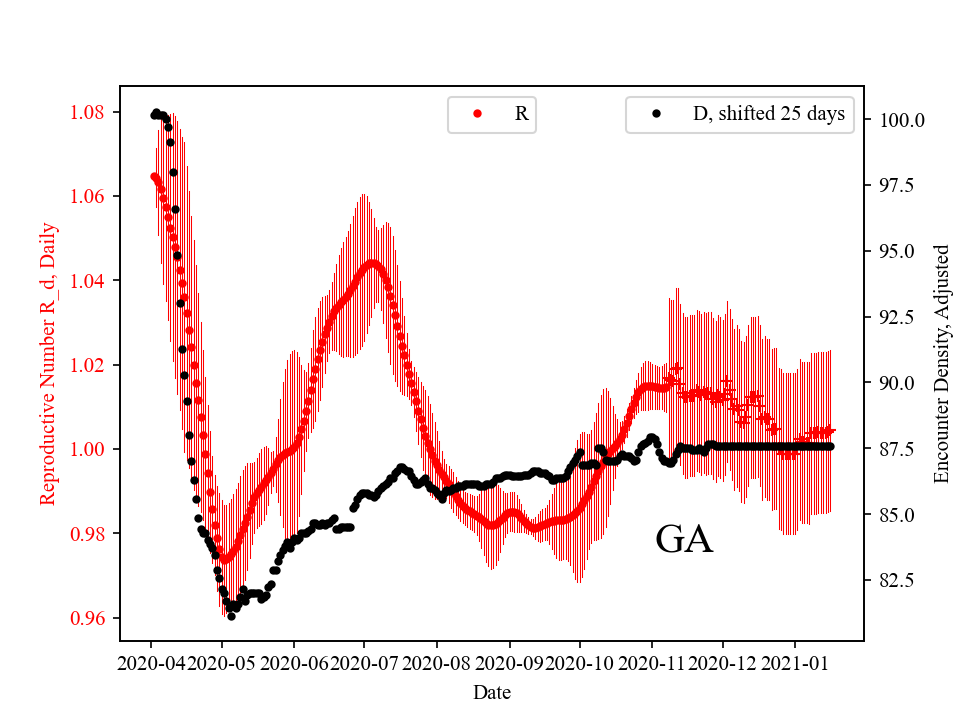 R
D, shifted 25 days
1.08
1.06
1.04
1.02
1.00
0.98
0.96
Reproductive Number R_d, Daily
100.0
97.5
95.0
92.5
90.0
87.5
85.0
82.5
Encounter Density, Adjusted
GA
2020-04 2020-05 2020-06 2020-07 2020-08 2020-09 2020-10 2020-11 2020-12 2021-01
Date